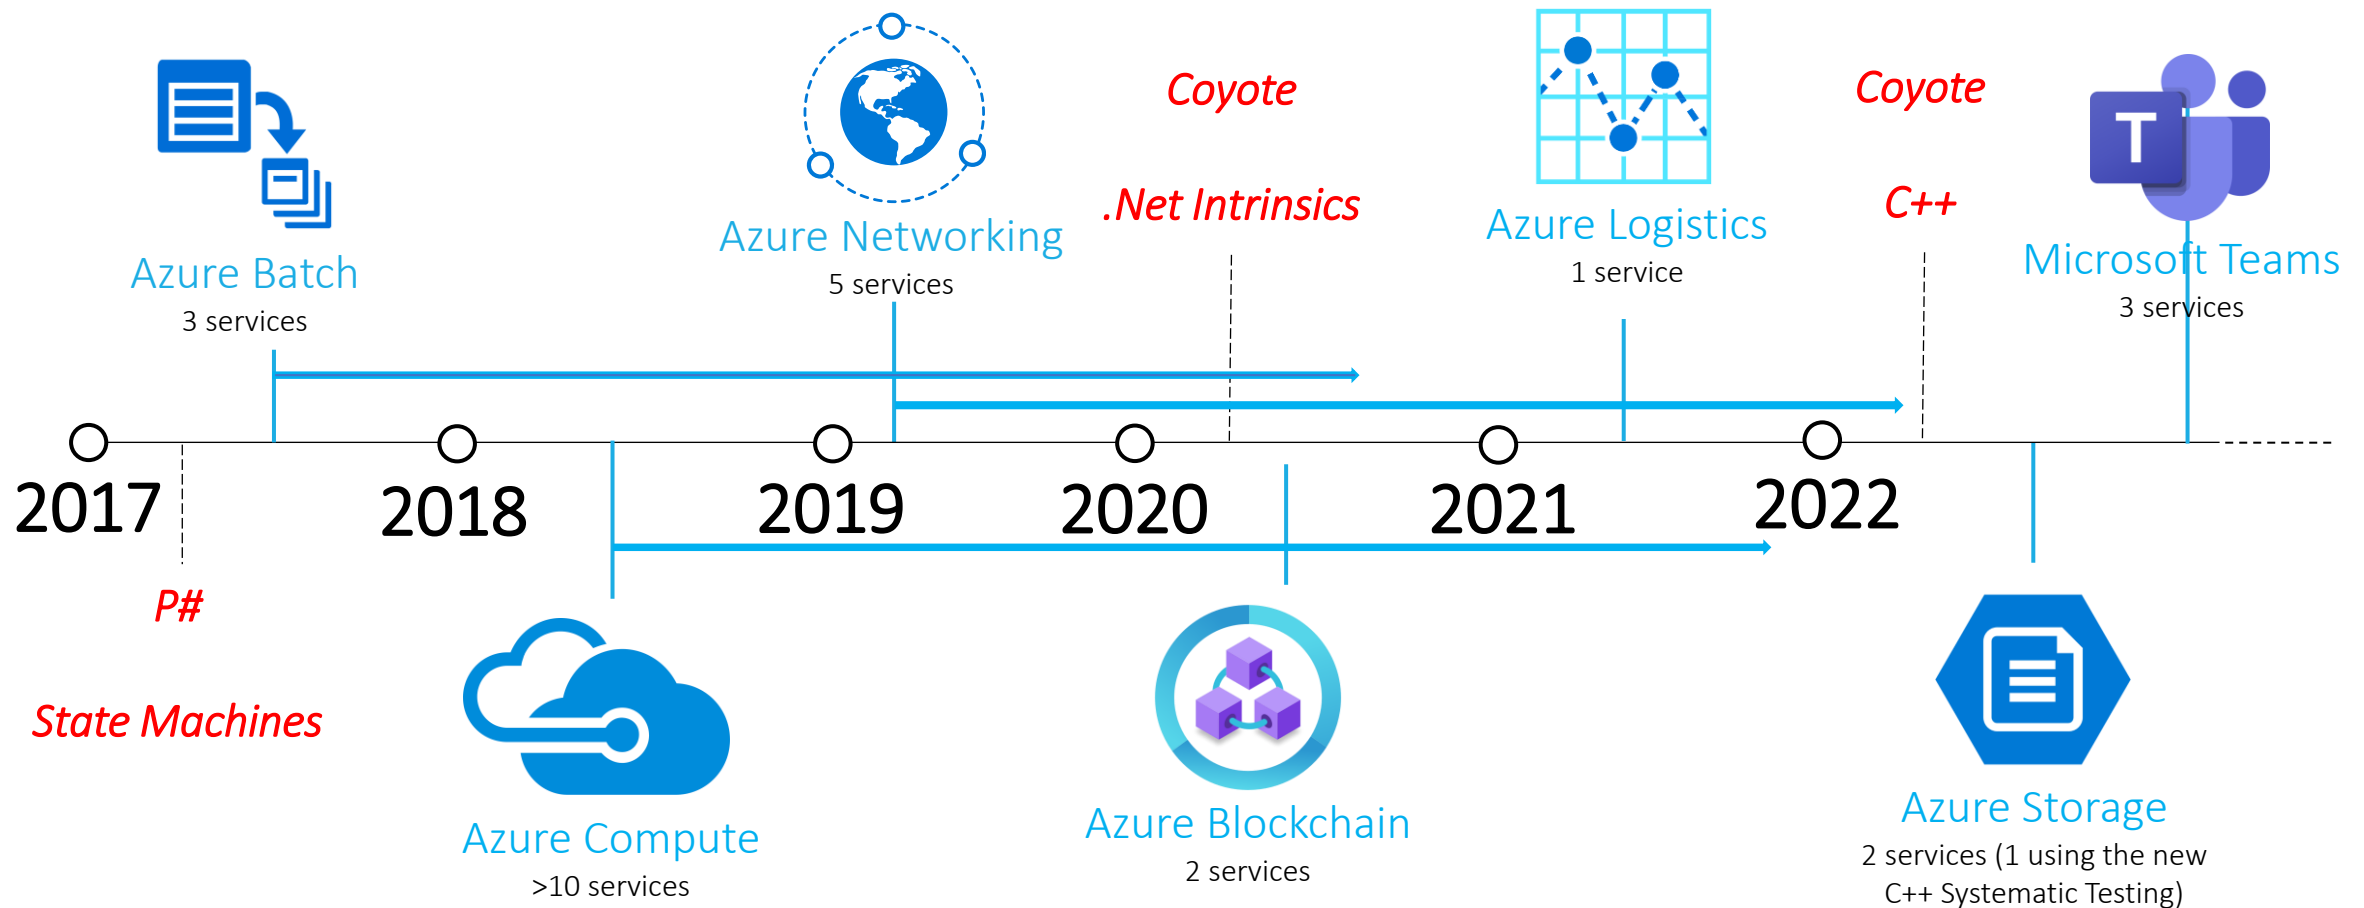 Azure Batch
3 services
Azure Networking
5 services
Coyote
.Net Intrinsics
Azure Logistics
1 service
Coyote
C++
T
Microsoft Teams
3 services
2017
2018
2019
2020
2021
2022
P#
State Machines
Azure Compute
>10 services
Azure Blockchain
2 services
Azure Storage
2 services (1 using the new
C++ Systematic Testing)